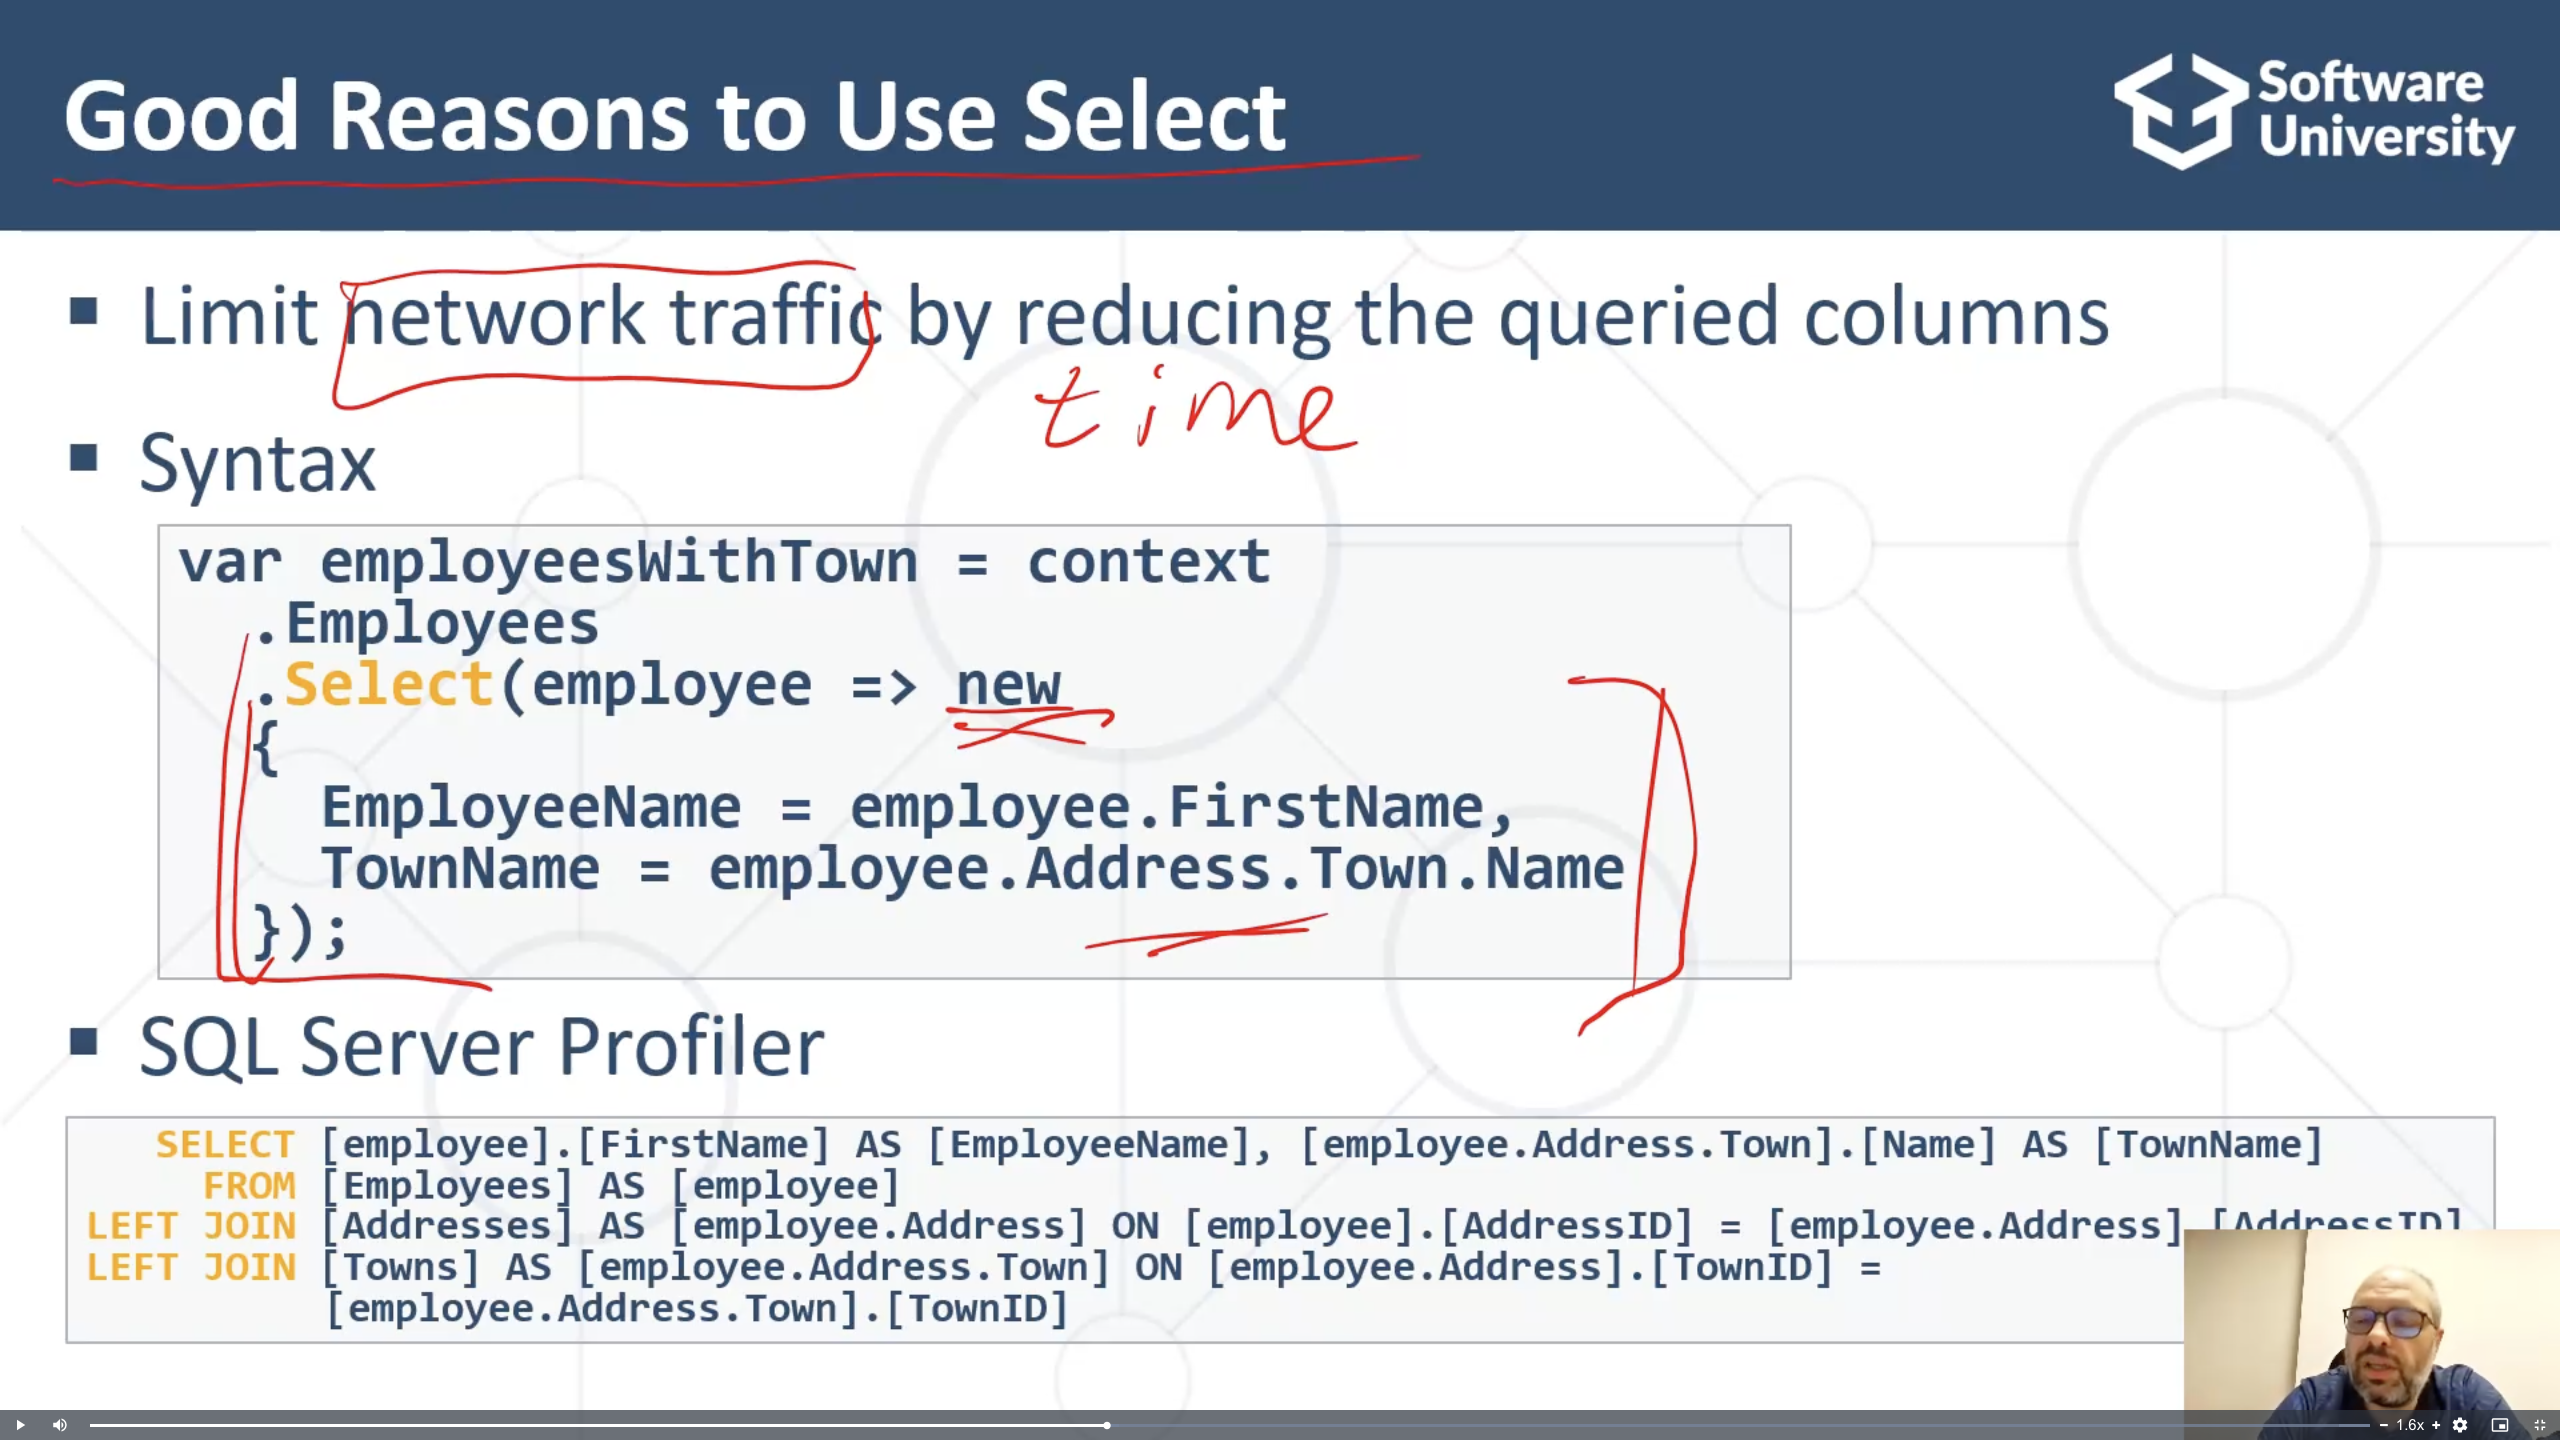 Good Reasons to Use Select
Software
University
▪ Limit network traffic by reducing the queried columns
time
▪ Syntax
var employeesWithTown = context
.Employees
.Select(employee => new
{
EmployeeName = employee.FirstName,
TownName = employee.Address.Town.Name
});
▪ SQL Server Profiler
SELECT [employee].[FirstName] AS [EmployeeName], [employee.Address.Town].[Name] AS [TownName]
FROM [Employees] AS [employee]
LEFT JOIN [Addresses] AS [employee.Address] ON [employee].[AddressID] = [employee.Address].[AddressID]
LEFT JOIN [Towns] AS [employee.Address.Town] ON [employee.Address].[TownID] =
[employee.Address.Town].[TownID]
− 1.6x +